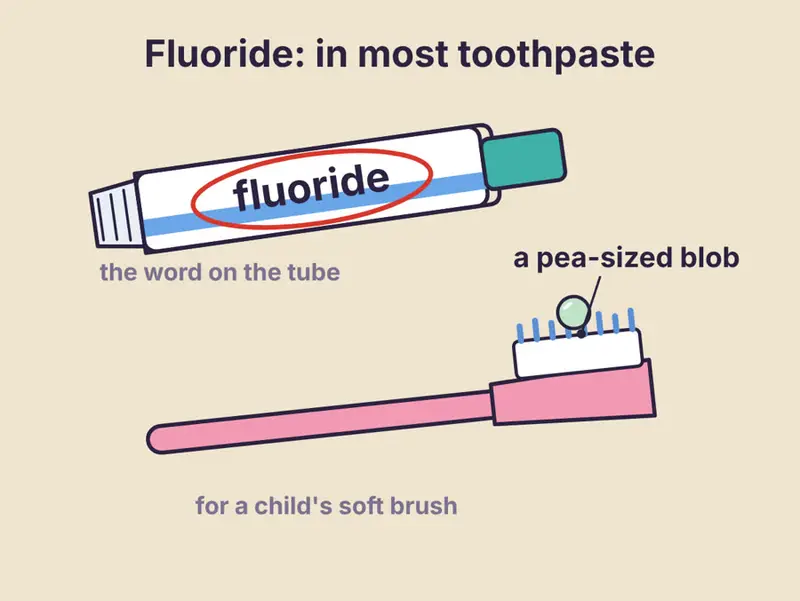 Fluoride: in most toothpaste
fluoride
the word on the tube
a pea-sized blob
for a child's soft brush